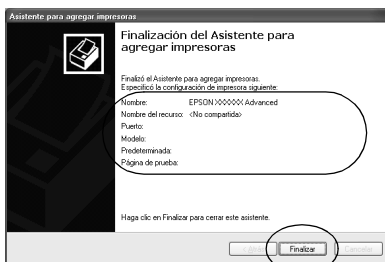 Asistente para agregar impresoras
Finalización del Asistente para
agregar impresoras
Finalizó el Asistente para agregar impresoras.
Especificó la configuración de impresora siguiente:
Nombre: EPSON XXXXXX Advanced
Nombre del recurso: <No compartida>
Puerto:
Modelo:
Predeterminada:
Página de prueba:
Haga clic en Finalizar para cerrar este asistente.
< Atrás Finalizar Cancelar